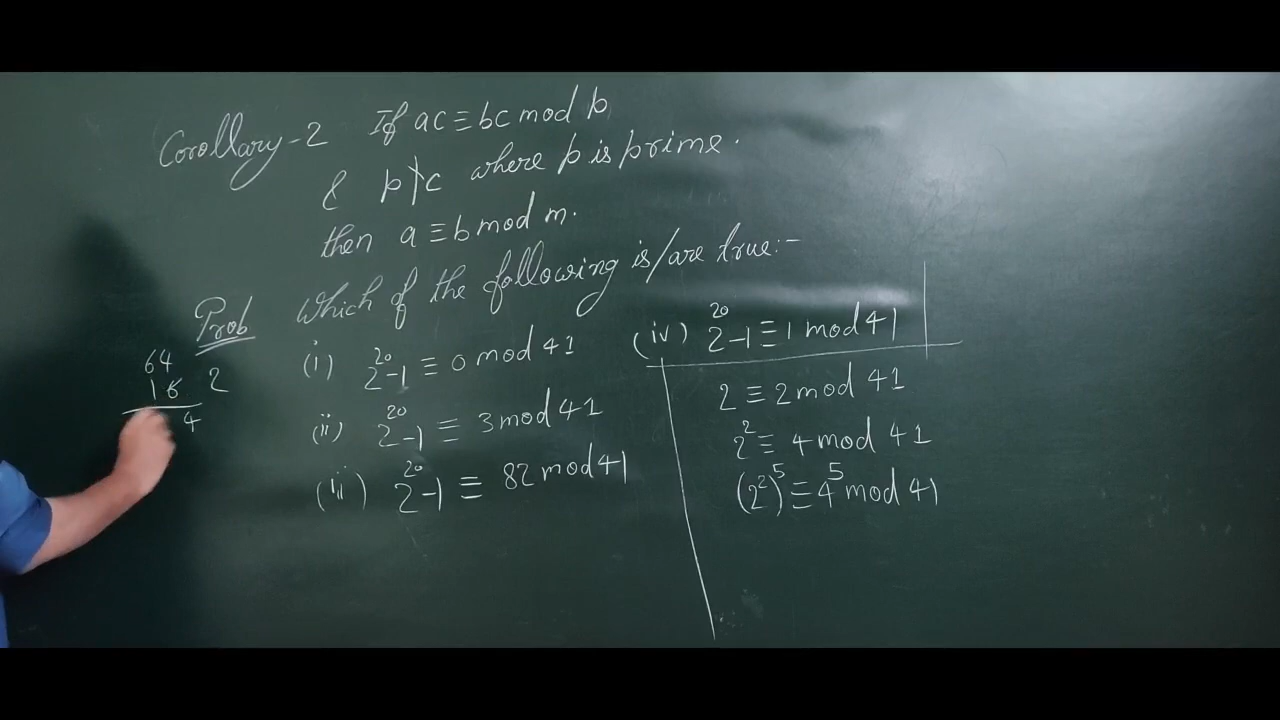 Corollary-2 If ac ≡ bc mod p
& p∤c where p is prime.
then a ≡ b mod m.
Prob Which of the following is/are true:-
(i) 2^20 - 1 ≡ 0 mod 41
(ii) 2^20 - 1 ≡ 3 mod 41
(iii) 2^20 - 1 ≡ 82 mod 41
(iv) 2^20 - 1 ≡ 1 mod 41
2 ≡ 2 mod 41
2^2 ≡ 4 mod 41
(2^2)^5 ≡ 4^5 mod 41
64
16 2
4